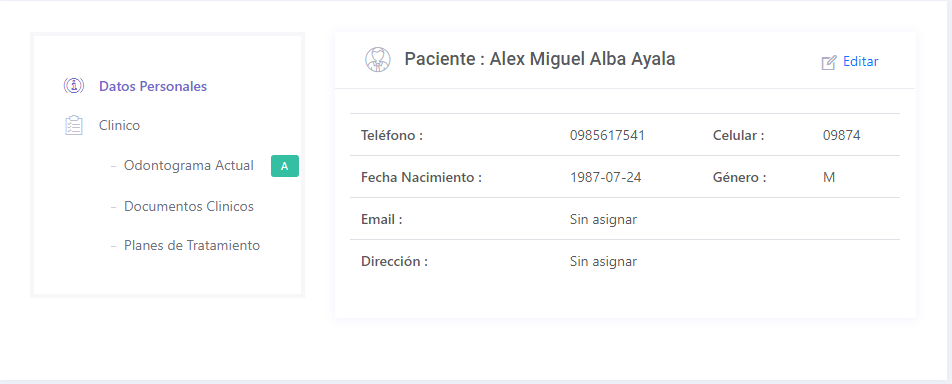 Datos Personales
Clinico
– Odontograma Actual A
– Documentos Clinicos
– Planes de Tratamiento
Paciente : Alex Miguel Alba Ayala
Editar
Teléfono : 0985617541 Celular : 09874
Fecha Nacimiento : 1987-07-24 Género : M
Email : Sin asignar
Dirección : Sin asignar